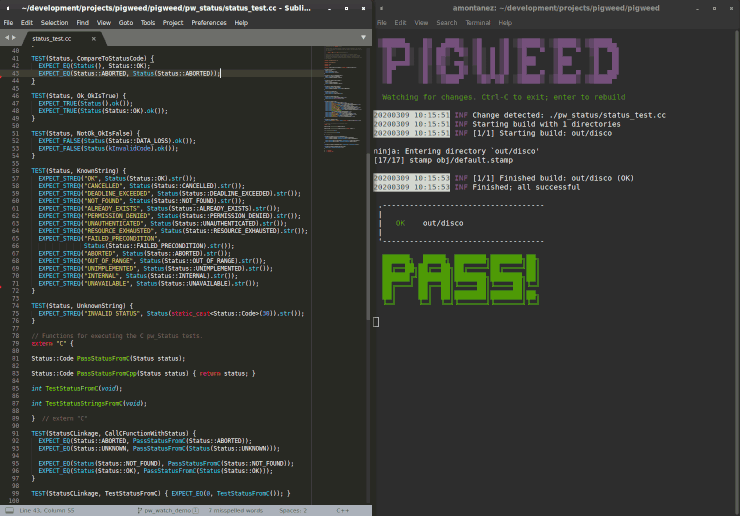 ~/development/projects/pigweed/pw_status/status_test.cc - Subli...
File Edit Selection Find View Goto Tools Project Preferences Help
status_test.cc ×
40
41 TEST(Status, CompareToStatusCode) {
42 EXPECT_EQ(Status(), Status::OK);
43 EXPECT_EQ(Status::ABORTED, Status(Status::ABORTED));
44 }
45
46 TEST(Status, Ok_OkIsTrue) {
47 EXPECT_TRUE(Status().ok());
48 EXPECT_TRUE(Status(Status::OK).ok());
49 }
50
51 TEST(Status, NotOk_OkIsFalse) {
52 EXPECT_FALSE(Status(Status::DATA_LOSS).ok());
53 EXPECT_FALSE(Status(kInvalidCode).ok());
54 }
55
56 TEST(Status, KnownString) {
57 EXPECT_STREQ("OK", Status(Status::OK).str());
58 EXPECT_STREQ("CANCELLED", Status(Status::CANCELLED).str());
59 EXPECT_STREQ("DEADLINE_EXCEEDED", Status(Status::DEADLINE_EXCEEDED).str());
60 EXPECT_STREQ("NOT_FOUND", Status(Status::NOT_FOUND).str());
61 EXPECT_STREQ("ALREADY_EXISTS", Status(Status::ALREADY_EXISTS).str());
62 EXPECT_STREQ("PERMISSION_DENIED", Status(Status::PERMISSION_DENIED).str());
63 EXPECT_STREQ("UNAUTHENTICATED", Status(Status::UNAUTHENTICATED).str());
64 EXPECT_STREQ("RESOURCE_EXHAUSTED", Status(Status::RESOURCE_EXHAUSTED).str());
65 EXPECT_STREQ("FAILED_PRECONDITION",
66 Status(Status::FAILED_PRECONDITION).str());
67 EXPECT_STREQ("ABORTED", Status(Status::ABORTED).str());
68 EXPECT_STREQ("OUT_OF_RANGE", Status(Status::OUT_OF_RANGE).str());
69 EXPECT_STREQ("UNIMPLEMENTED", Status(Status::UNIMPLEMENTED).str());
70 EXPECT_STREQ("INTERNAL", Status(Status::INTERNAL).str());
71 EXPECT_STREQ("UNAVAILABLE", Status(Status::UNAVAILABLE).str());
72 }
73
74 TEST(Status, UnknownString) {
75 EXPECT_STREQ("INVALID STATUS", Status(static_cast<Status::Code>(30)).str());
76 }
77
78 // Functions for executing the C pw_Status tests.
79 extern "C" {
80
81 Status::Code PassStatusFromC(Status status);
82
83 Status::Code PassStatusFromCpp(Status status) { return status; }
84
85 int TestStatusFromC(void);
86
87 int TestStatusStringsFromC(void);
88
89 } // extern "C"
90
91 TEST(StatusCLinkage, CallCFunctionWithStatus) {
92 EXPECT_EQ(Status::ABORTED, PassStatusFromC(Status::ABORTED));
93 EXPECT_EQ(Status::UNKNOWN, PassStatusFromC(Status(Status::UNKNOWN)));
94
95 EXPECT_EQ(Status(Status::NOT_FOUND), PassStatusFromC(Status::NOT_FOUND));
96 EXPECT_EQ(Status(Status::OK), PassStatusFromC(Status(Status::OK)));
97 }
98
99 TEST(StatusCLinkage, TestStatusFromC) { EXPECT_EQ(0, TestStatusFromC()); }
100
Line 43, Column 55 pw_watch_demo 7 misspelled words Spaces: 2 C++
amontanez: ~/development/projects/pigweed/pigweed
File Edit View Search Terminal Help
PIGWEED
Watching for changes. Ctrl-C to exit; enter to rebuild
20200309 10:15:51 INF Change detected: ./pw_status/status_test.cc
20200309 10:15:51 INF Starting build with 1 directories
20200309 10:15:51 INF [1/1] Starting build: out/disco
ninja: Entering directory `out/disco'
[17/17] stamp obj/default.stamp
20200309 10:15:53 INF [1/1] Finished build: out/disco (OK)
20200309 10:15:53 INF Finished; all successful
OK out/disco
PASS!